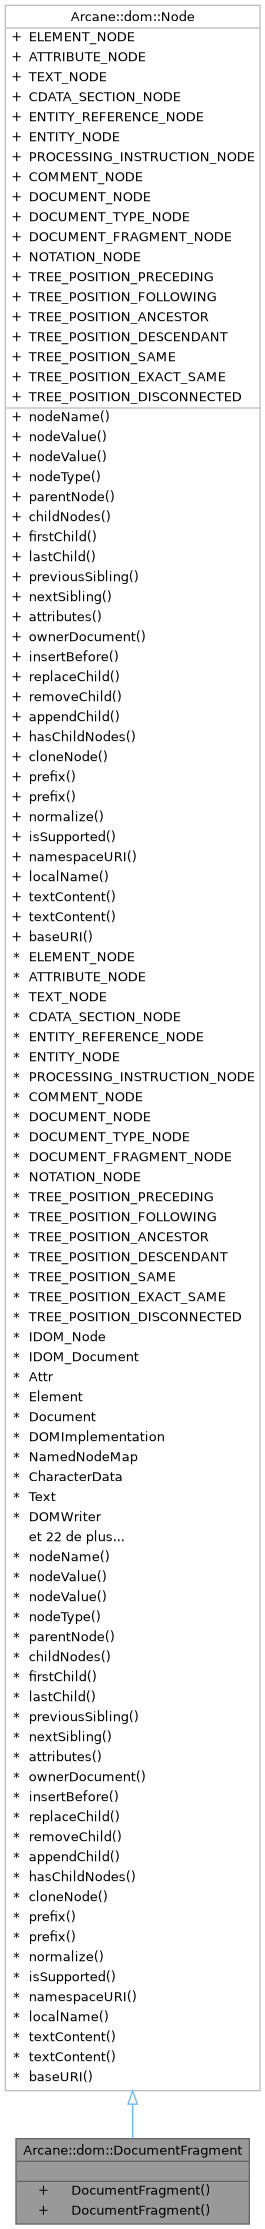 Arcane::dom::Node
+ ELEMENT_NODE
+ ATTRIBUTE_NODE
+ TEXT_NODE
+ CDATA_SECTION_NODE
+ ENTITY_REFERENCE_NODE
+ ENTITY_NODE
+ PROCESSING_INSTRUCTION_NODE
+ COMMENT_NODE
+ DOCUMENT_NODE
+ DOCUMENT_TYPE_NODE
+ DOCUMENT_FRAGMENT_NODE
+ NOTATION_NODE
+ TREE_POSITION_PRECEDING
+ TREE_POSITION_FOLLOWING
+ TREE_POSITION_ANCESTOR
+ TREE_POSITION_DESCENDANT
+ TREE_POSITION_SAME
+ TREE_POSITION_EXACT_SAME
+ TREE_POSITION_DISCONNECTED
+ nodeName()
+ nodeValue()
+ nodeValue()
+ nodeType()
+ parentNode()
+ childNodes()
+ firstChild()
+ lastChild()
+ previousSibling()
+ nextSibling()
+ attributes()
+ ownerDocument()
+ insertBefore()
+ replaceChild()
+ removeChild()
+ appendChild()
+ hasChildNodes()
+ cloneNode()
+ prefix()
+ prefix()
+ normalize()
+ isSupported()
+ namespaceURI()
+ localName()
+ textContent()
+ textContent()
+ baseURI()
* ELEMENT_NODE
* ATTRIBUTE_NODE
* TEXT_NODE
* CDATA_SECTION_NODE
* ENTITY_REFERENCE_NODE
* ENTITY_NODE
* PROCESSING_INSTRUCTION_NODE
* COMMENT_NODE
* DOCUMENT_NODE
* DOCUMENT_TYPE_NODE
* DOCUMENT_FRAGMENT_NODE
* NOTATION_NODE
* TREE_POSITION_PRECEDING
* TREE_POSITION_FOLLOWING
* TREE_POSITION_ANCESTOR
* TREE_POSITION_DESCENDANT
* TREE_POSITION_SAME
* TREE_POSITION_EXACT_SAME
* TREE_POSITION_DISCONNECTED
* IDOM_Node
* IDOM_Document
* Attr
* Element
* Document
* DOMImplementation
* NamedNodeMap
* CharacterData
* Text
* DOMWriter
et 22 de plus...
* nodeName()
* nodeValue()
* nodeValue()
* nodeType()
* parentNode()
* childNodes()
* firstChild()
* lastChild()
* previousSibling()
* nextSibling()
* attributes()
* ownerDocument()
* insertBefore()
* replaceChild()
* removeChild()
* appendChild()
* hasChildNodes()
* cloneNode()
* prefix()
* prefix()
* normalize()
* isSupported()
* namespaceURI()
* localName()
* textContent()
* textContent()
* baseURI()
Arcane::dom::DocumentFragment
+ DocumentFragment()
+ DocumentFragment()